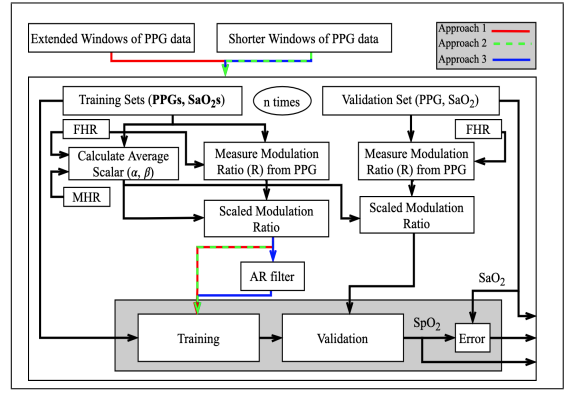 Extended Windows of PPG data
Shorter Windows of PPG data
Approach 1
Approach 2
Approach 3
Training Sets (PPGs, SaO₂s)
n times
Validation Set (PPG, SaO₂)
FHR
FHR
Calculate Average
Scalar (α, β)
Measure Modulation
Ratio (R) from PPG
Measure Modulation
Ratio (R) from PPG
MHR
Scaled Modulation
Ratio
Scaled Modulation
Ratio
AR filter
SaO₂
SpO₂
Training
Validation
Error